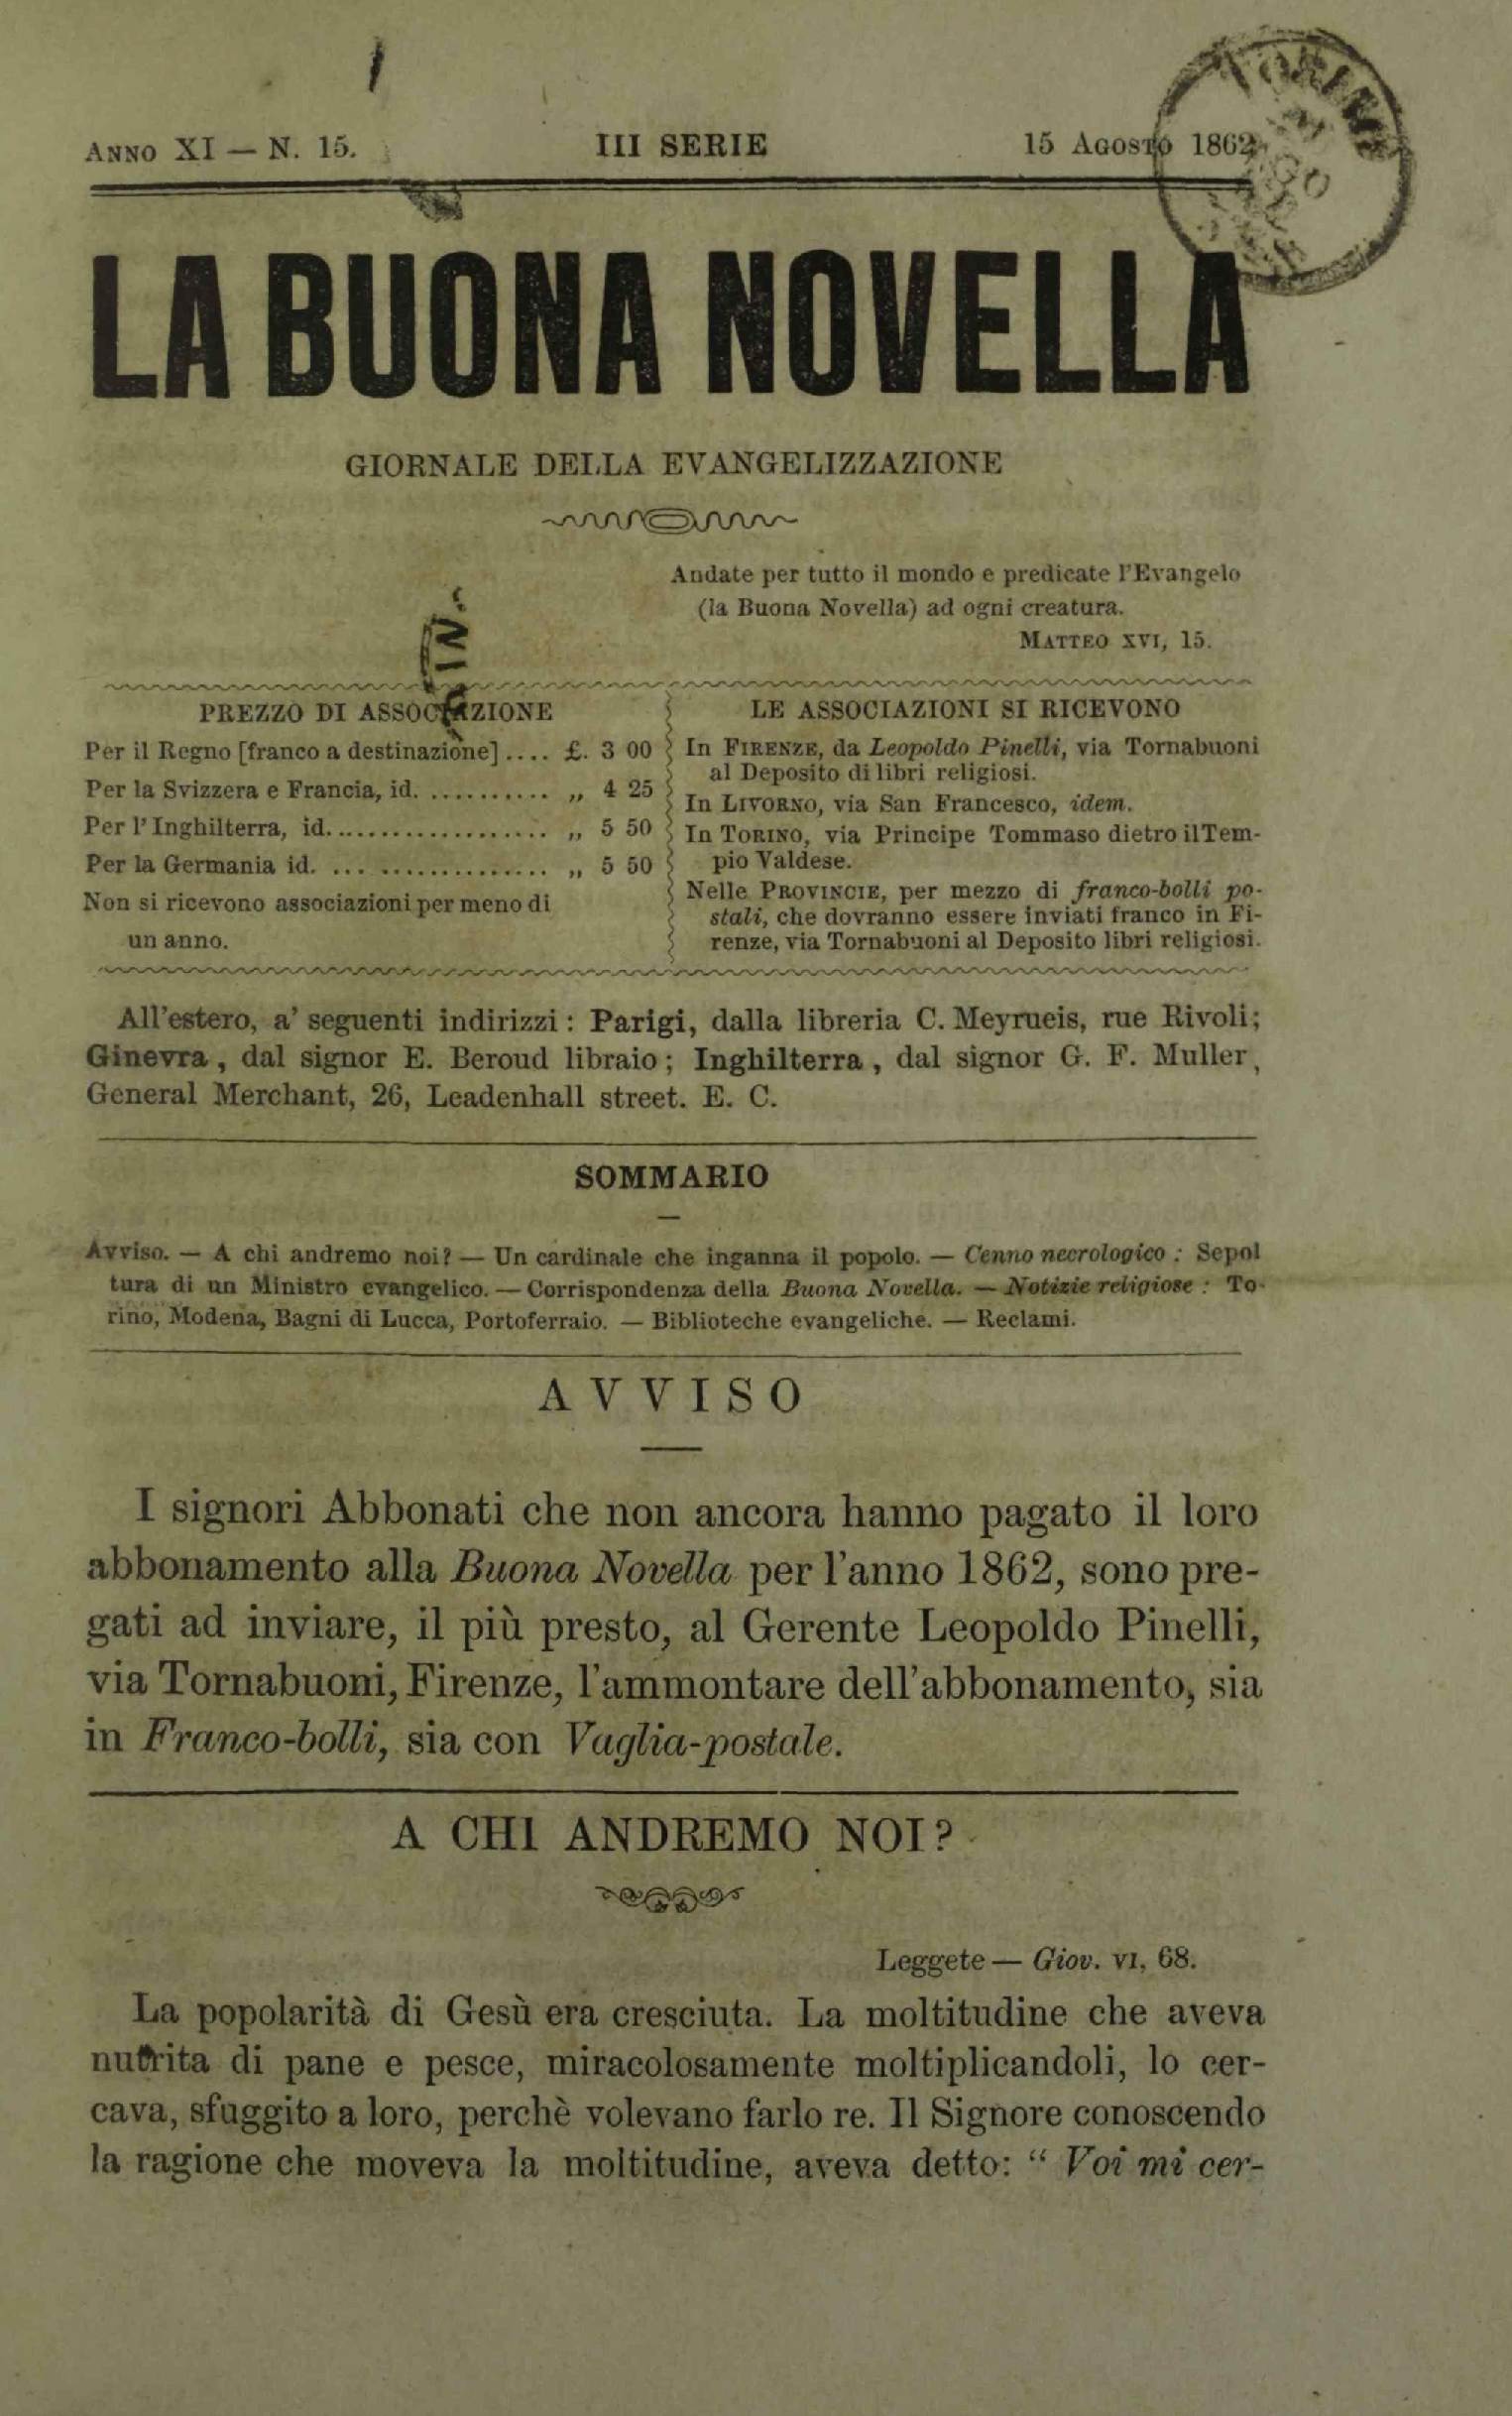 ANNO XI — N. 15.
III SERIE
15 AGOSTO 1862
TORINO
LA BUONA NOVELLA
GIORNALE DELLA EVANGELIZZAZIONE
Andate per tutto il mondo e predicate l'Evangelo
(la Buona Novella) ad ogni creatura.
MATTEO XVI, 15.
PREZZO DI ASSOCIAZIONE
Per il Regno [franco a destinazione] .... £. 3 00
Per la Svizzera e Francia, id. ........... „ 4 25
Per l'Inghilterra, id................... „ 5 50
Per la Germania id. ... ............... „ 5 50
Non si ricevono associazioni per meno di
un anno.
LE ASSOCIAZIONI SI RICEVONO
In FIRENZE, da Leopoldo Pinelli, via Tornabuoni
al Deposito di libri religiosi.
In LIVORNO, via San Francesco, idem.
In TORINO, via Principe Tommaso dietro il Tem-
pio Valdese.
Nelle PROVINCIE, per mezzo di franco-bolli po-
stali, che dovranno essere inviati franco in Fi-
renze, via Tornabuoni al Deposito libri religiosi.
All'estero, a' seguenti indirizzi : Parigi, dalla libreria C. Meyrueis, rue Rivoli;
Ginevra , dal signor E. Beroud libraio ; Inghilterra , dal signor G. F. Muller ,
General Merchant, 26, Leadenhall street. E. C.
SOMMARIO
Avviso. — A chi andremo noi? — Un cardinale che inganna il popolo. — Cenno necrologico : Sepol
tura di un Ministro evangelico. — Corrispondenza della Buona Novella. — Notizie religiose : To-
rino, Modena, Bagni di Lucca, Portoferraio. — Biblioteche evangeliche. — Reclami.
AVVISO
I signori Abbonati che non ancora hanno pagato il loro
abbonamento alla Buona Novella per l'anno 1862, sono pre-
gati ad inviare, il più presto, al Gerente Leopoldo Pinelli,
via Tornabuoni, Firenze, l'ammontare dell'abbonamento, sia
in Franco-bolli, sia con Vaglia-postale.
A CHI ANDREMO NOI?
Leggete — Giov. VI, 68.
La popolarità di Gesù era cresciuta. La moltitudine che aveva
nutrita di pane e pesce, miracolosamente moltiplicandoli, lo cer-
cava, sfuggito a loro, perchè volevano farlo re. Il Signore conoscendo
la ragione che moveva la moltitudine, aveva detto: “ Voi mi cer-